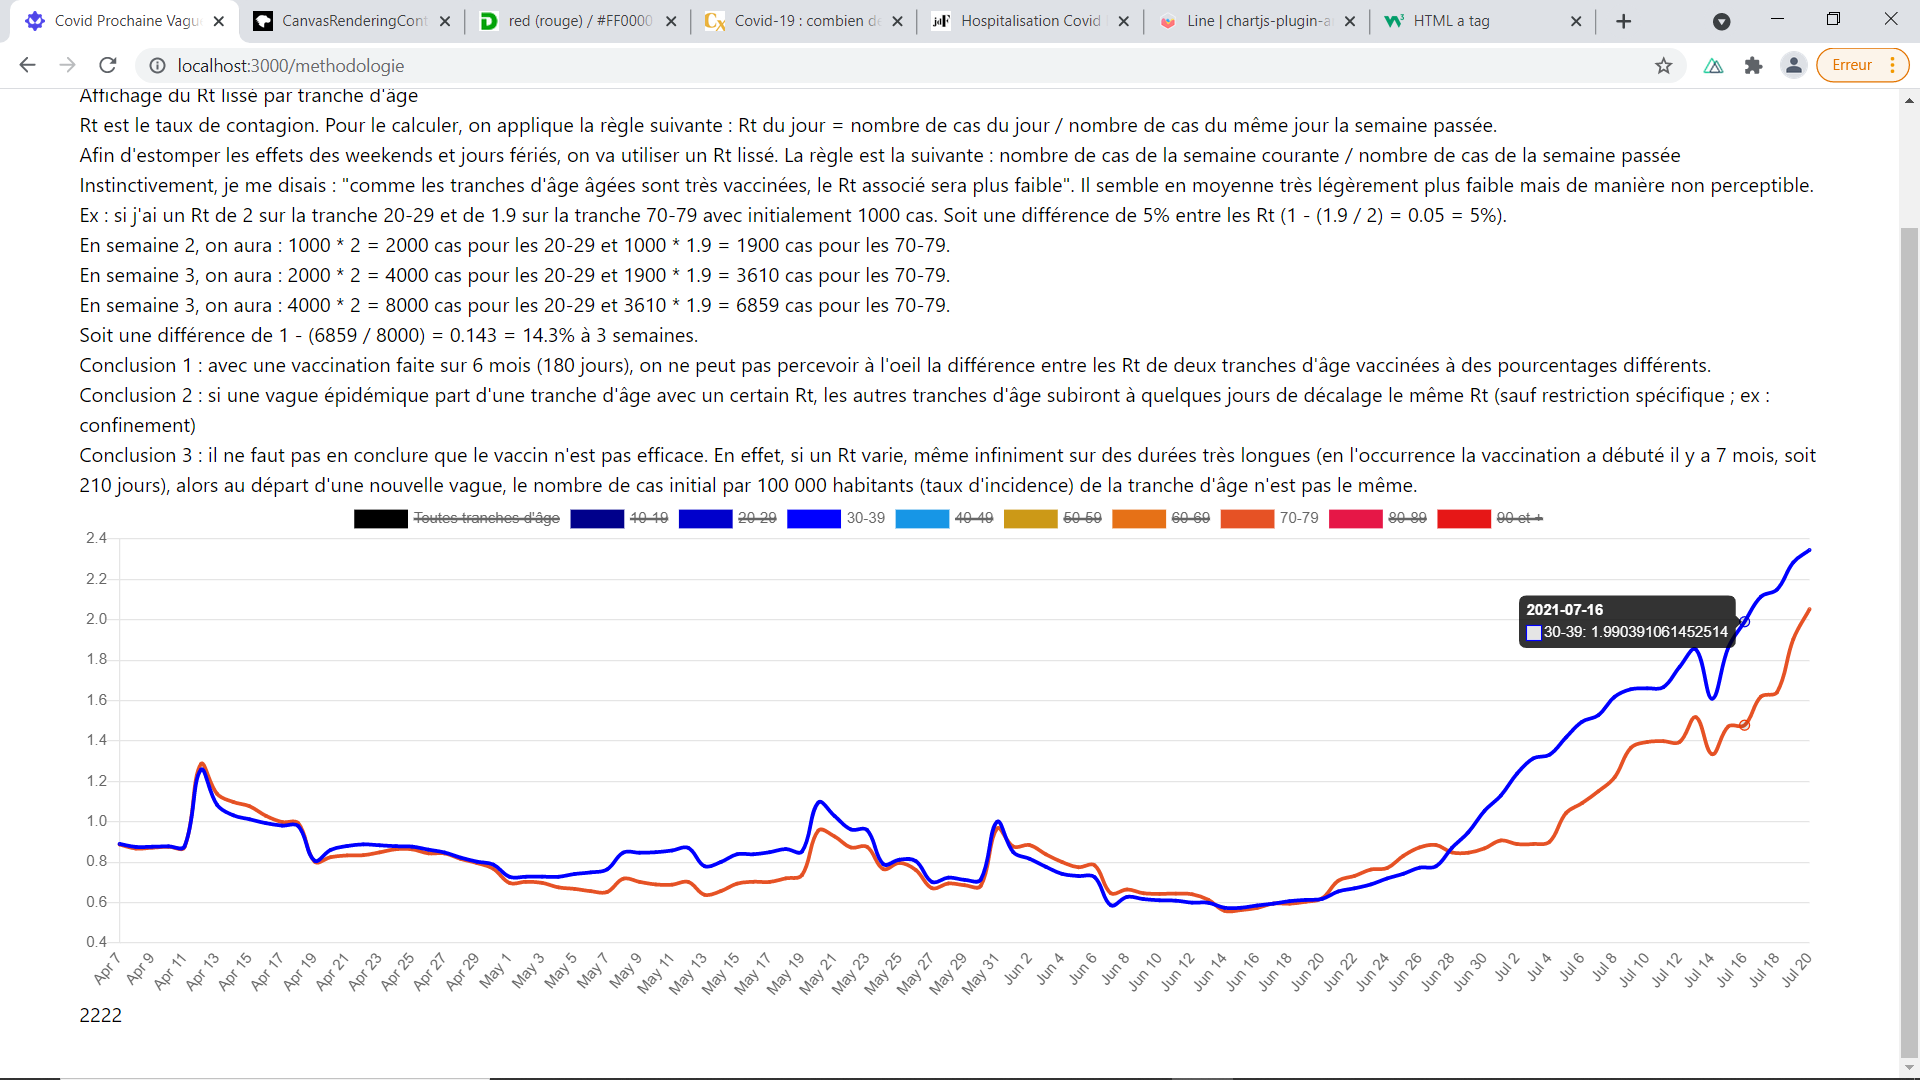 Covid Prochaine Vagu
CanvasRenderingCont
red (rouge) / #FF0000
Covid-19 : combien de
Hospitalisation Covid
Line | chartjs-plugin-a
HTML a tag
localhost:3000/methodologie
Erreur
Affichage du Rt lissé par tranche d'âge
Rt est le taux de contagion. Pour le calculer, on applique la règle suivante : Rt du jour = nombre de cas du jour / nombre de cas du même jour la semaine passée.
Afin d'estomper les effets des weekends et jours fériés, on va utiliser un Rt lissé. La règle est la suivante : nombre de cas de la semaine courante / nombre de cas de la semaine passée
Instinctivement, je me disais : "comme les tranches d'âge âgées sont très vaccinées, le Rt associé sera plus faible". Il semble en moyenne très légèrement plus faible mais de manière non perceptible.
Ex : si j'ai un Rt de 2 sur la tranche 20-29 et de 1.9 sur la tranche 70-79 avec initialement 1000 cas. Soit une différence de 5% entre les Rt (1 - (1.9 / 2) = 0.05 = 5%).
En semaine 2, on aura : 1000 * 2 = 2000 cas pour les 20-29 et 1000 * 1.9 = 1900 cas pour les 70-79.
En semaine 3, on aura : 2000 * 2 = 4000 cas pour les 20-29 et 1900 * 1.9 = 3610 cas pour les 70-79.
En semaine 3, on aura : 4000 * 2 = 8000 cas pour les 20-29 et 3610 * 1.9 = 6859 cas pour les 70-79.
Soit une différence de 1 - (6859 / 8000) = 0.143 = 14.3% à 3 semaines.
Conclusion 1 : avec une vaccination faite sur 6 mois (180 jours), on ne peut pas percevoir à l'oeil la différence entre les Rt de deux tranches d'âge vaccinées à des pourcentages différents.
Conclusion 2 : si une vague épidémique part d'une tranche d'âge avec un certain Rt, les autres tranches d'âge subiront à quelques jours de décalage le même Rt (sauf restriction spécifique ; ex :
confinement)
Conclusion 3 : il ne faut pas en conclure que le vaccin n'est pas efficace. En effet, si un Rt varie, même infiniment sur des durées très longues (en l'occurrence la vaccination a débuté il y a 7 mois, soit
210 jours), alors au départ d'une nouvelle vague, le nombre de cas initial par 100 000 habitants (taux d'incidence) de la tranche d'âge n'est pas le même.
Toutes tranches d'âge 10-19 20-29 30-39 40-49 50-59 60-69 70-79 80-89 90 et +
2.4
2.2
2.0
1.8
1.6
1.4
1.2
1.0
0.8
0.6
0.4
2021-07-16
30-39: 1.990391061452514
Apr 7 Apr 9 Apr 11 Apr 13 Apr 15 Apr 17 Apr 19 Apr 21 Apr 23 Apr 25 Apr 27 Apr 29 May 1 May 3 May 5 May 7 May 9 May 11 May 13 May 15 May 17 May 19 May 21 May 23 May 25 May 27 May 29 May 31 Jun 2 Jun 4 Jun 6 Jun 8 Jun 10 Jun 12 Jun 14 Jun 16 Jun 18 Jun 20 Jun 22 Jun 24 Jun 26 Jun 28 Jun 30 Jul 2 Jul 4 Jul 6 Jul 8 Jul 10 Jul 12 Jul 14 Jul 16 Jul 18 Jul 20
2222